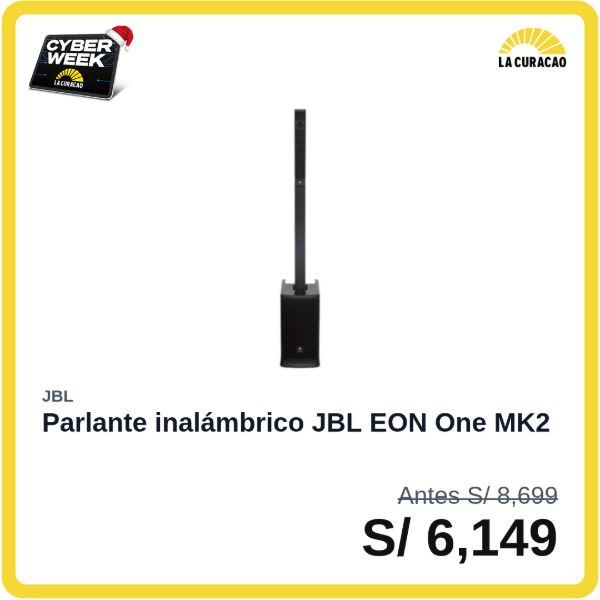 CYBER
WEEK
LA CURACAO
LA CURACAO
JBL
Parlante inalámbrico JBL EON One MK2
Antes S/ 8,699
S/ 6,149